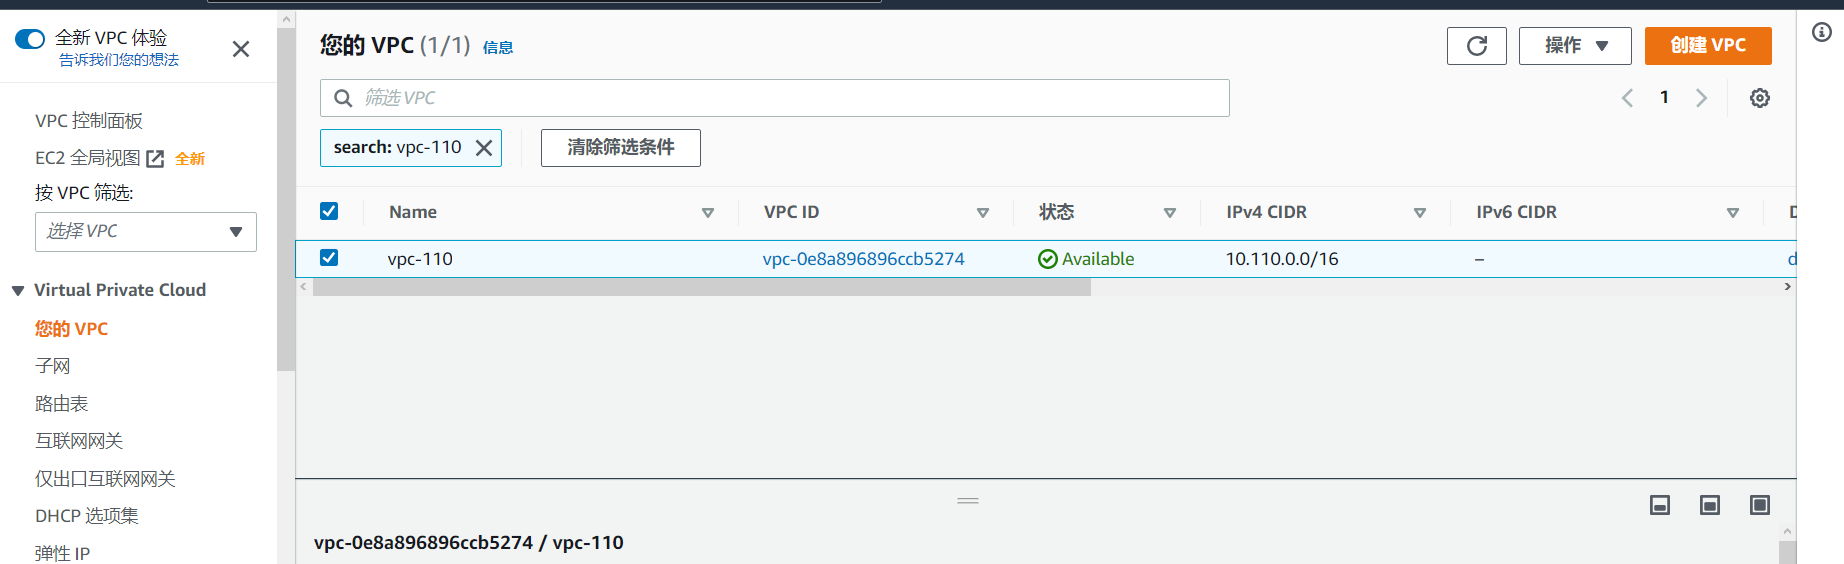 全新 VPC 体验
告诉我们您的想法
VPC 控制面板
EC2 全局视图 全新
按 VPC 筛选:
选择 VPC
Virtual Private Cloud
您的 VPC
子网
路由表
互联网网关
仅出口互联网网关
DHCP 选项集
弹性 IP
您的 VPC (1/1) 信息
操作
创建 VPC
筛选 VPC
1
search: vpc-110
清除筛选条件
Name VPC ID 状态 IPv4 CIDR IPv6 CIDR D
vpc-110 vpc-0e8a896896ccb5274 Available 10.110.0.0/16 – d
vpc-0e8a896896ccb5274 / vpc-110